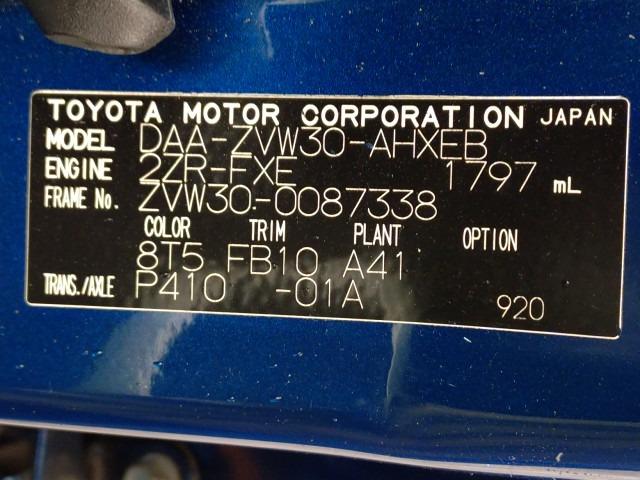 TOYOTA MOTOR CORPORATION JAPAN
MODEL DAA-ZVW30-AHXEB
ENGINE 2ZR-FXE 1797 mL
FRAME No. ZVW30-0087338
COLOR TRIM PLANT OPTION
8T5 FB10 A41
TRANS./AXLE P410 -01A 920